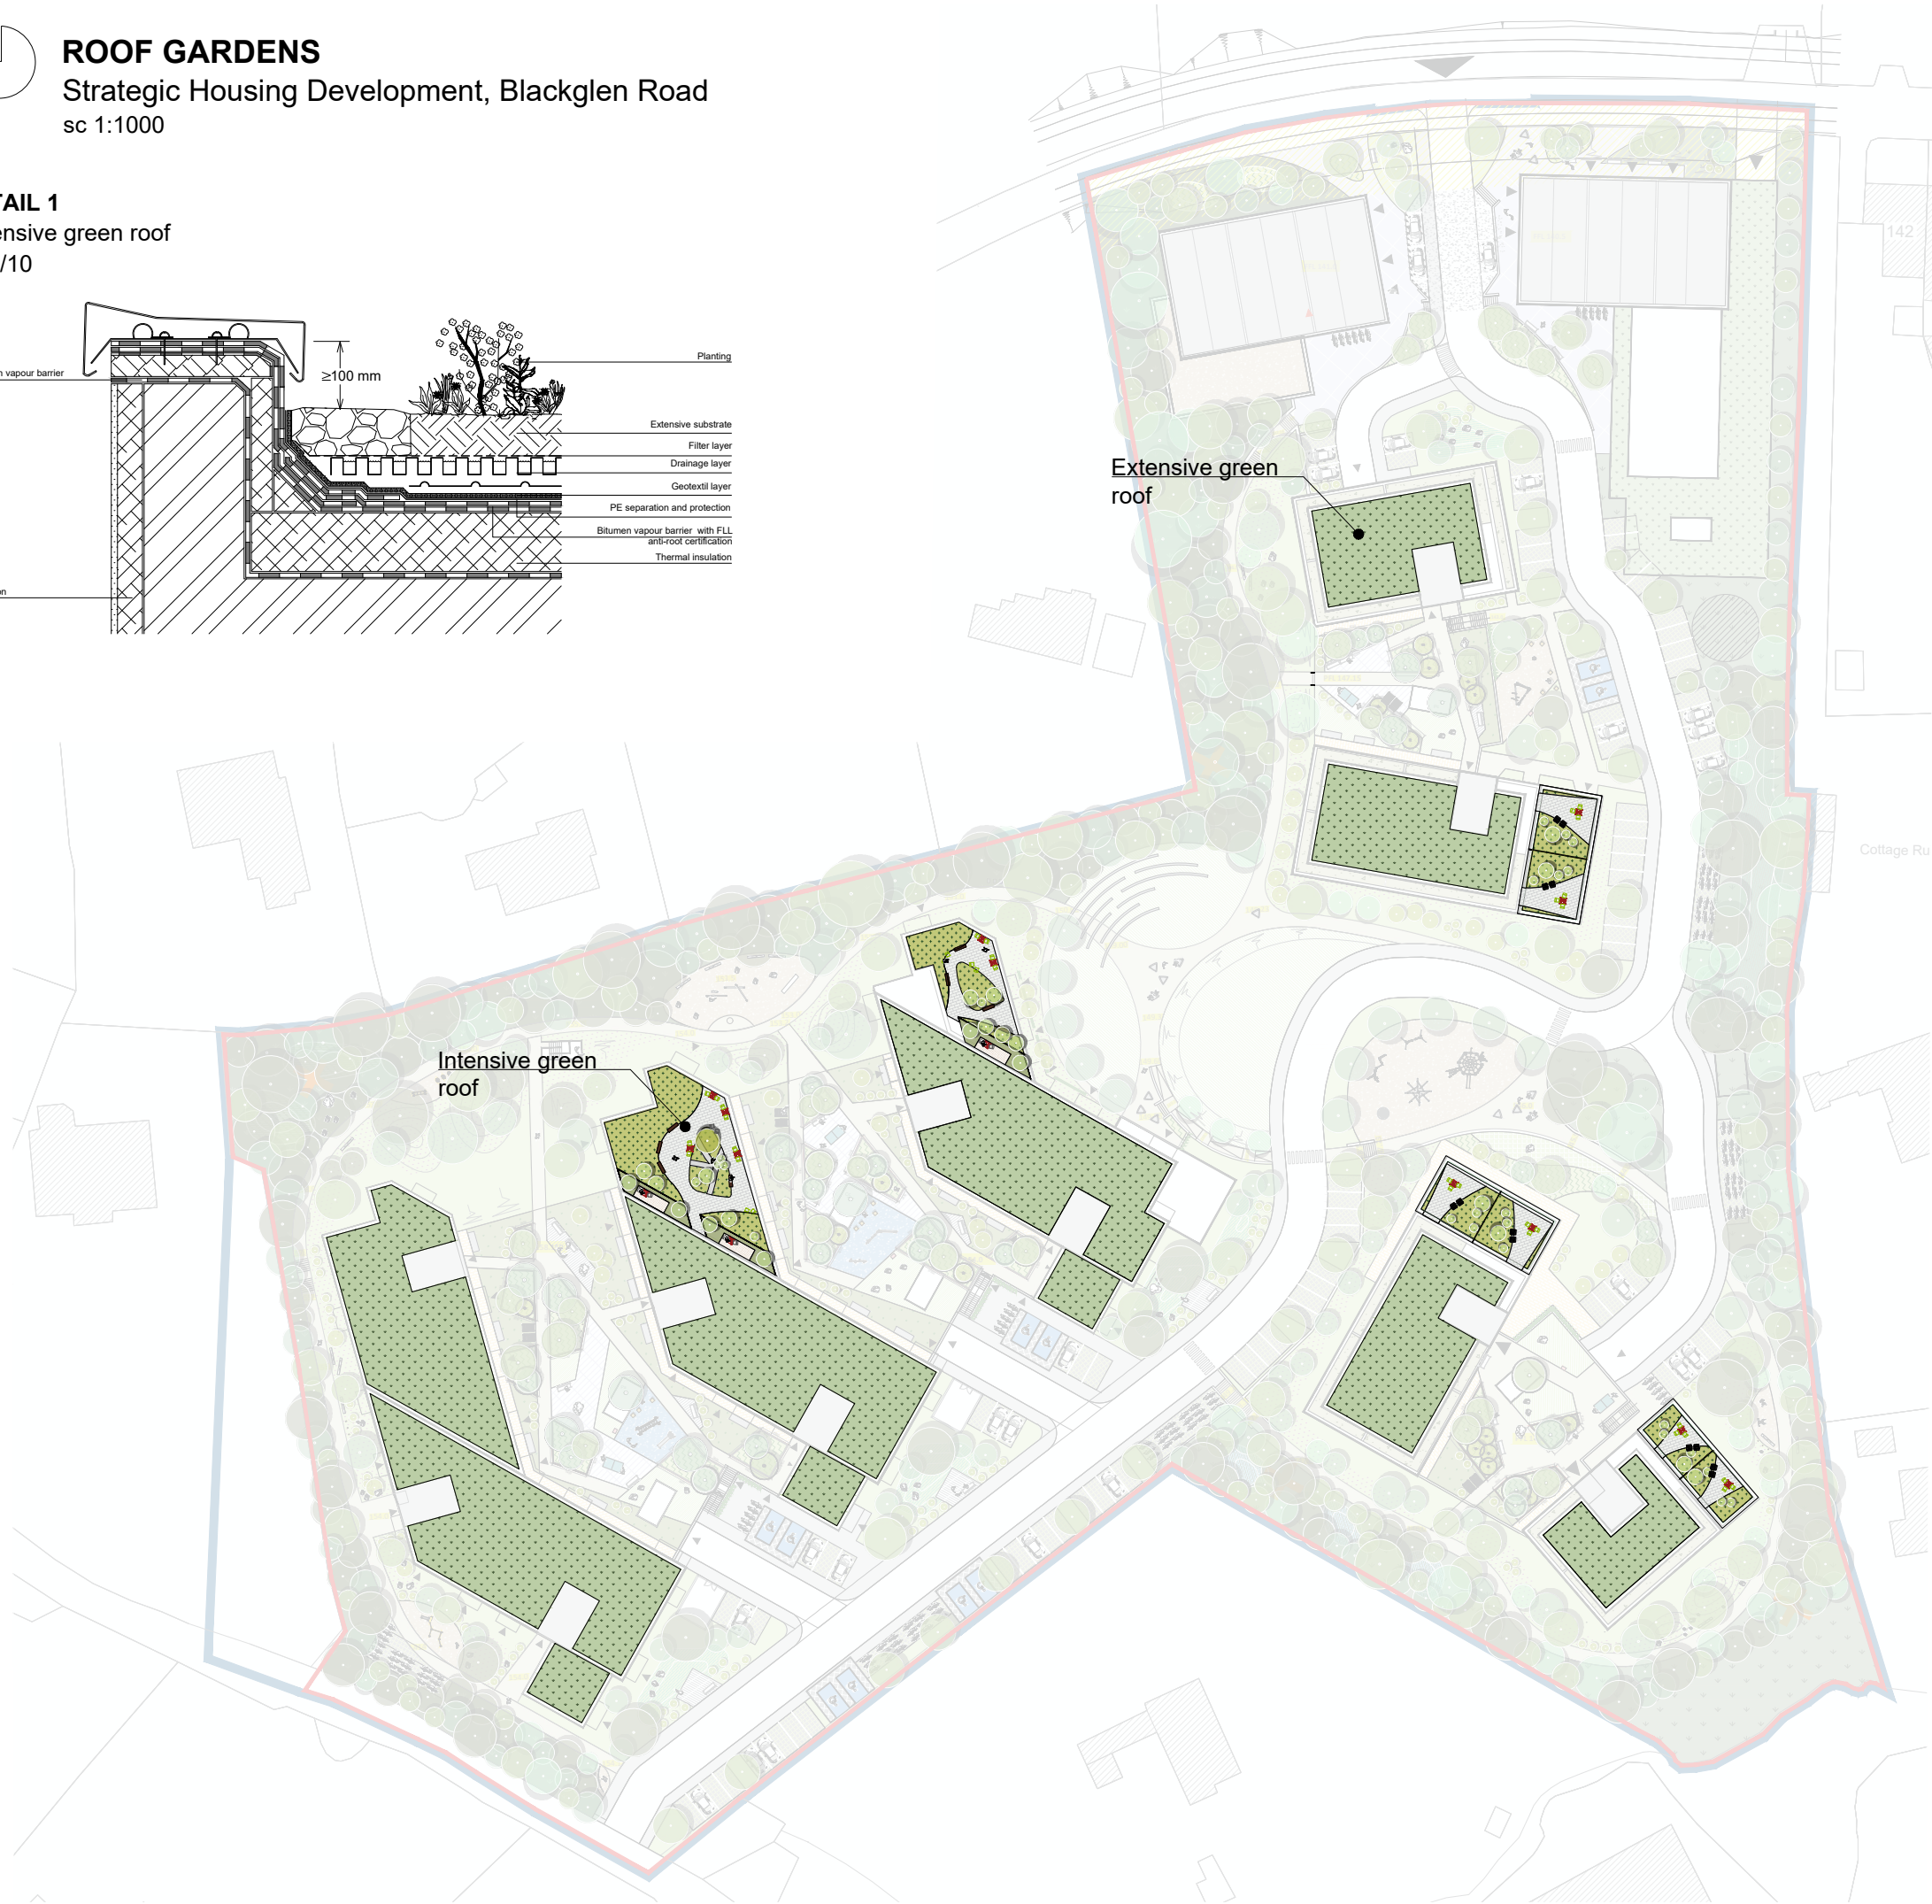 ROOF GARDENS
Strategic Housing Development, Blackglen Road
sc 1:1000
TAIL 1
ensive green roof
/10
n vapour barrier
≥100 mm
Planting
Extensive substrate
Filter layer
Drainage layer
Geotextil layer
PE separation and protection
Bitumen vapour barrier with FLL
anti-root certification
Thermal insulation
on
142
Extensive green
roof
Cottage Ru
Intensive green
roof